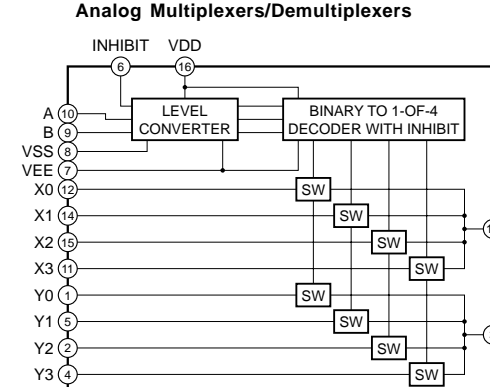 Analog Multiplexers/Demultiplexers
INHIBIT VDD
6 16
A 10
B 9
VSS 8
VEE 7
LEVEL
CONVERTER
BINARY TO 1-OF-4
DECODER WITH INHIBIT
X0 12 SW
X1 14 SW
X2 15 SW
X3 11 SW
Y0 1 SW
Y1 5 SW
Y2 2 SW
Y3 4 SW